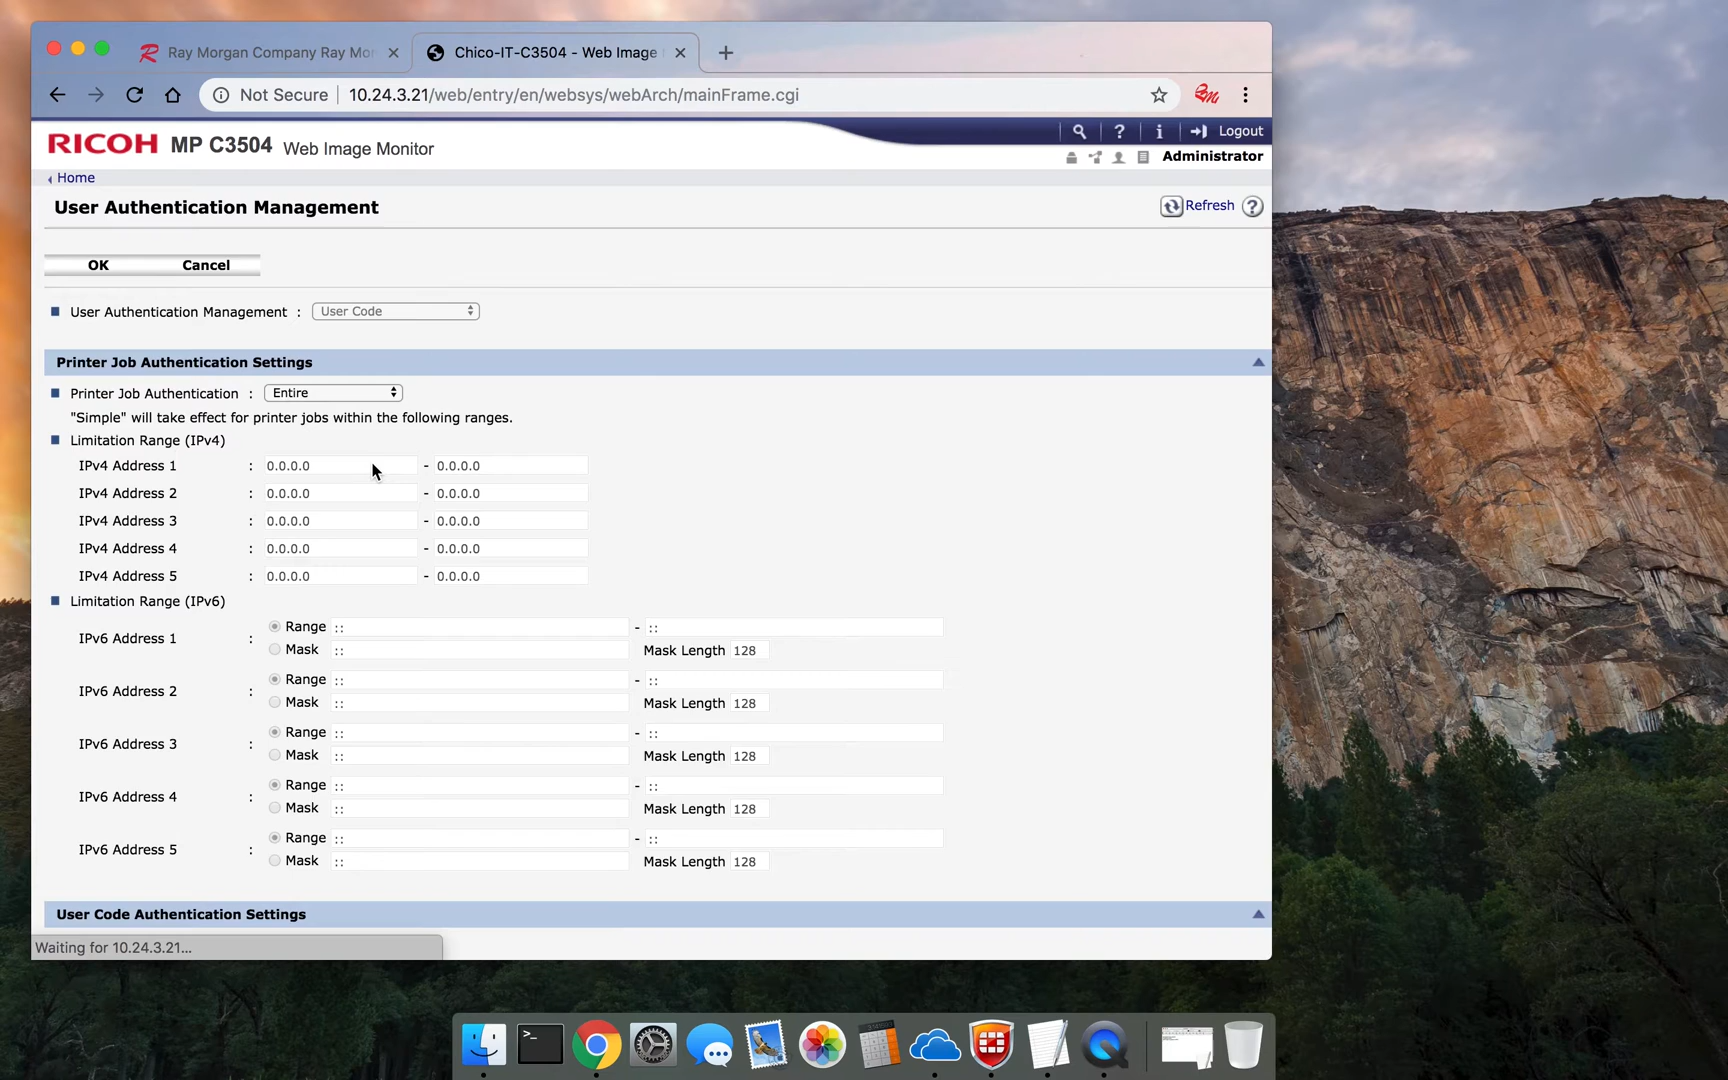 Ray Morgan Company Ray Mor
Chico-IT-C3504 - Web Image
Not Secure | 10.24.3.21/web/entry/en/websys/webArch/mainFrame.cgi
RICOH MP C3504 Web Image Monitor
? i Logout
Administrator
Home
User Authentication Management
Refresh ?
OK Cancel
User Authentication Management : User Code
Printer Job Authentication Settings
Printer Job Authentication : Entire
"Simple" will take effect for printer jobs within the following ranges.
Limitation Range (IPv4)
IPv4 Address 1 : 0.0.0.0 - 0.0.0.0
IPv4 Address 2 : 0.0.0.0 - 0.0.0.0
IPv4 Address 3 : 0.0.0.0 - 0.0.0.0
IPv4 Address 4 : 0.0.0.0 - 0.0.0.0
IPv4 Address 5 : 0.0.0.0 - 0.0.0.0
Limitation Range (IPv6)
IPv6 Address 1 : Range :: - ::
Mask :: Mask Length 128
IPv6 Address 2 : Range :: - ::
Mask :: Mask Length 128
IPv6 Address 3 : Range :: - ::
Mask :: Mask Length 128
IPv6 Address 4 : Range :: - ::
Mask :: Mask Length 128
IPv6 Address 5 : Range :: - ::
Mask :: Mask Length 128
User Code Authentication Settings
Waiting for 10.24.3.21...